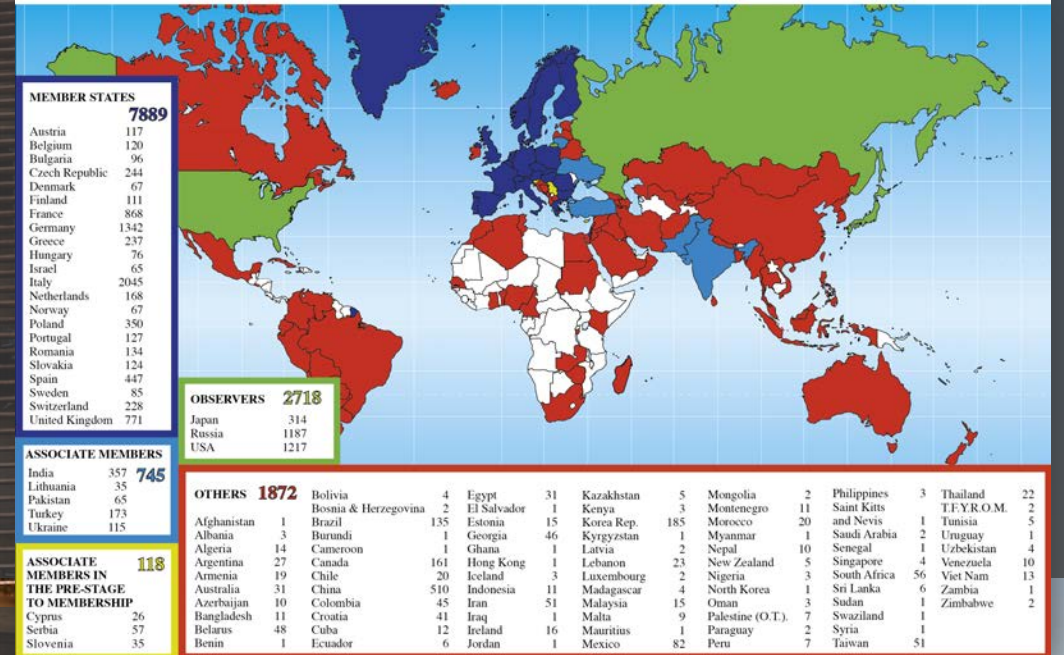 MEMBER STATES
7889
Austria 117
Belgium 120
Bulgaria 96
Czech Republic 244
Denmark 67
Finland 111
France 868
Germany 1342
Greece 237
Hungary 76
Israel 65
Italy 2045
Netherlands 168
Norway 67
Poland 350
Portugal 127
Romania 134
Slovakia 124
Spain 447
Sweden 85
Switzerland 228
United Kingdom 771
ASSOCIATE MEMBERS
745
India 357
Lithuania 35
Pakistan 65
Turkey 173
Ukraine 115
ASSOCIATE 118
MEMBERS IN
THE PRE-STAGE
TO MEMBERSHIP
Cyprus 26
Serbia 57
Slovenia 35
OBSERVERS 2718
Japan 314
Russia 1187
USA 1217
OTHERS 1872
Afghanistan 1
Albania 3
Algeria 14
Argentina 27
Armenia 19
Australia 31
Azerbaijan 10
Bangladesh 11
Belarus 48
Benin 1
Bolivia 4
Bosnia & Herzegovina 2
Brazil 135
Burundi 1
Cameroon 1
Canada 161
Chile 20
China 510
Colombia 45
Croatia 41
Cuba 12
Ecuador 6
Egypt 31
El Salvador 1
Estonia 15
Georgia 46
Ghana 1
Hong Kong 1
Iceland 3
Indonesia 11
Iran 51
Iraq 1
Ireland 16
Jordan 1
Kazakhstan 5
Kenya 3
Korea Rep. 185
Kyrgyzstan 1
Latvia 2
Lebanon 23
Luxembourg 2
Madagascar 4
Malaysia 15
Malta 9
Mauritius 1
Mexico 82
Mongolia 2
Montenegro 11
Morocco 20
Myanmar 1
Nepal 10
New Zealand 5
Nigeria 3
North Korea 1
Oman 3
Palestine (O.T.). 7
Paraguay 2
Peru 7
Philippines 3
Saint Kitts
and Nevis 1
Saudi Arabia 2
Senegal 1
Singapore 4
South Africa 56
Sri Lanka 6
Sudan 1
Swaziland 1
Syria 1
Taiwan 51
Thailand 22
T.F.Y.R.O.M. 2
Tunisia 5
Uruguay 1
Uzbekistan 4
Venezuela 10
Viet Nam 13
Zambia 1
Zimbabwe 2